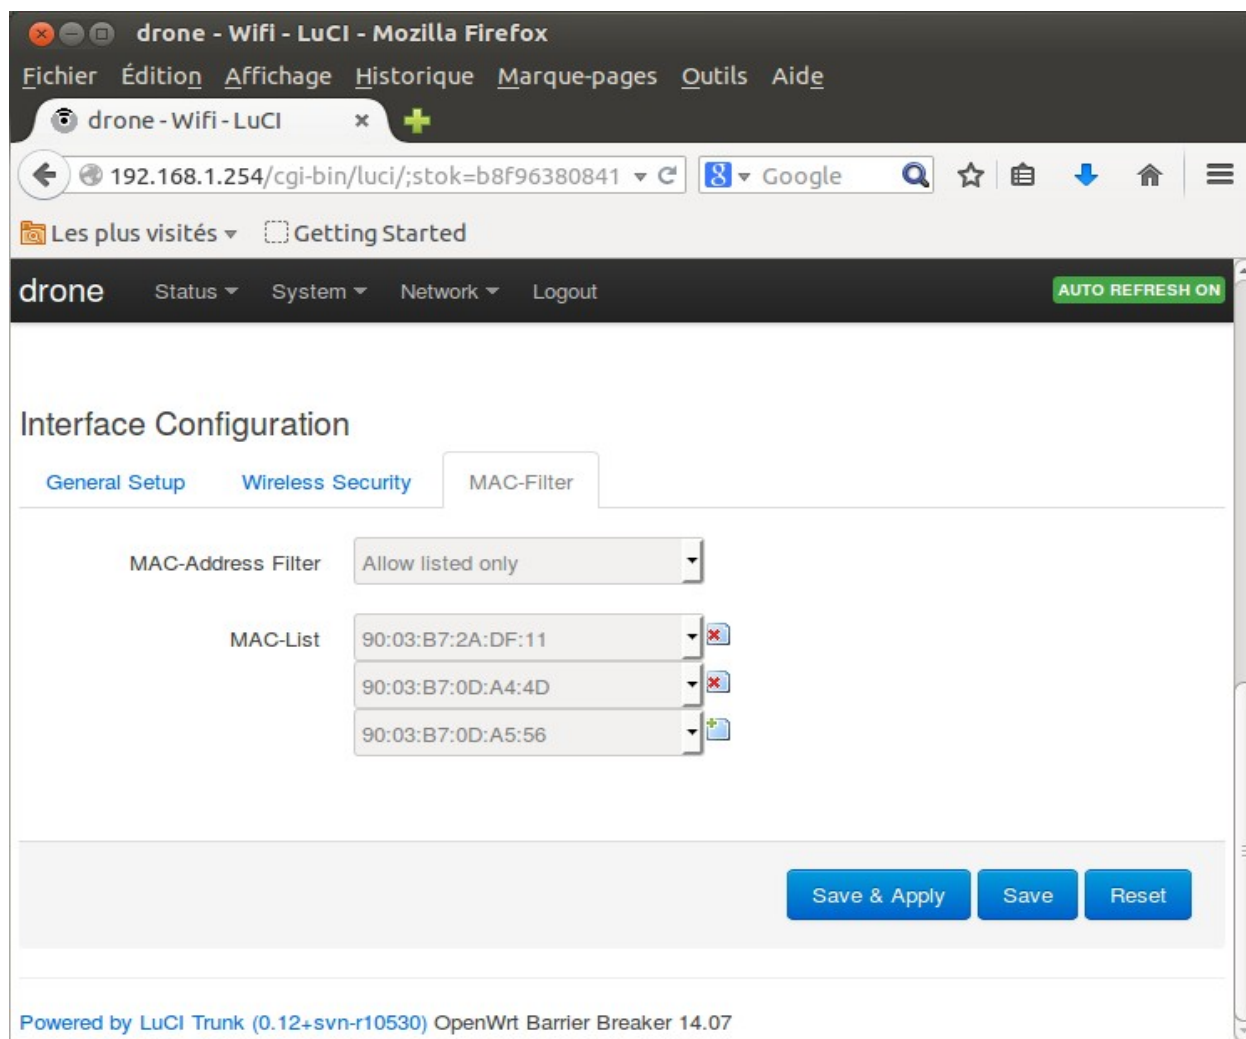 drone - Wifi - LuCI - Mozilla Firefox
Fichier Édition Affichage Historique Marque-pages Outils Aide
drone - Wifi - LuCI
192.168.1.254/cgi-bin/luci/;stok=b8f96380841 Google
Les plus visités Getting Started
drone Status System Network Logout AUTO REFRESH ON
Interface Configuration
General Setup Wireless Security MAC-Filter
MAC-Address Filter Allow listed only
MAC-List 90:03:B7:2A:DF:11
90:03:B7:0D:A4:4D
90:03:B7:0D:A5:56
Save & Apply Save Reset
Powered by LuCI Trunk (0.12+svn-r10530) OpenWrt Barrier Breaker 14.07